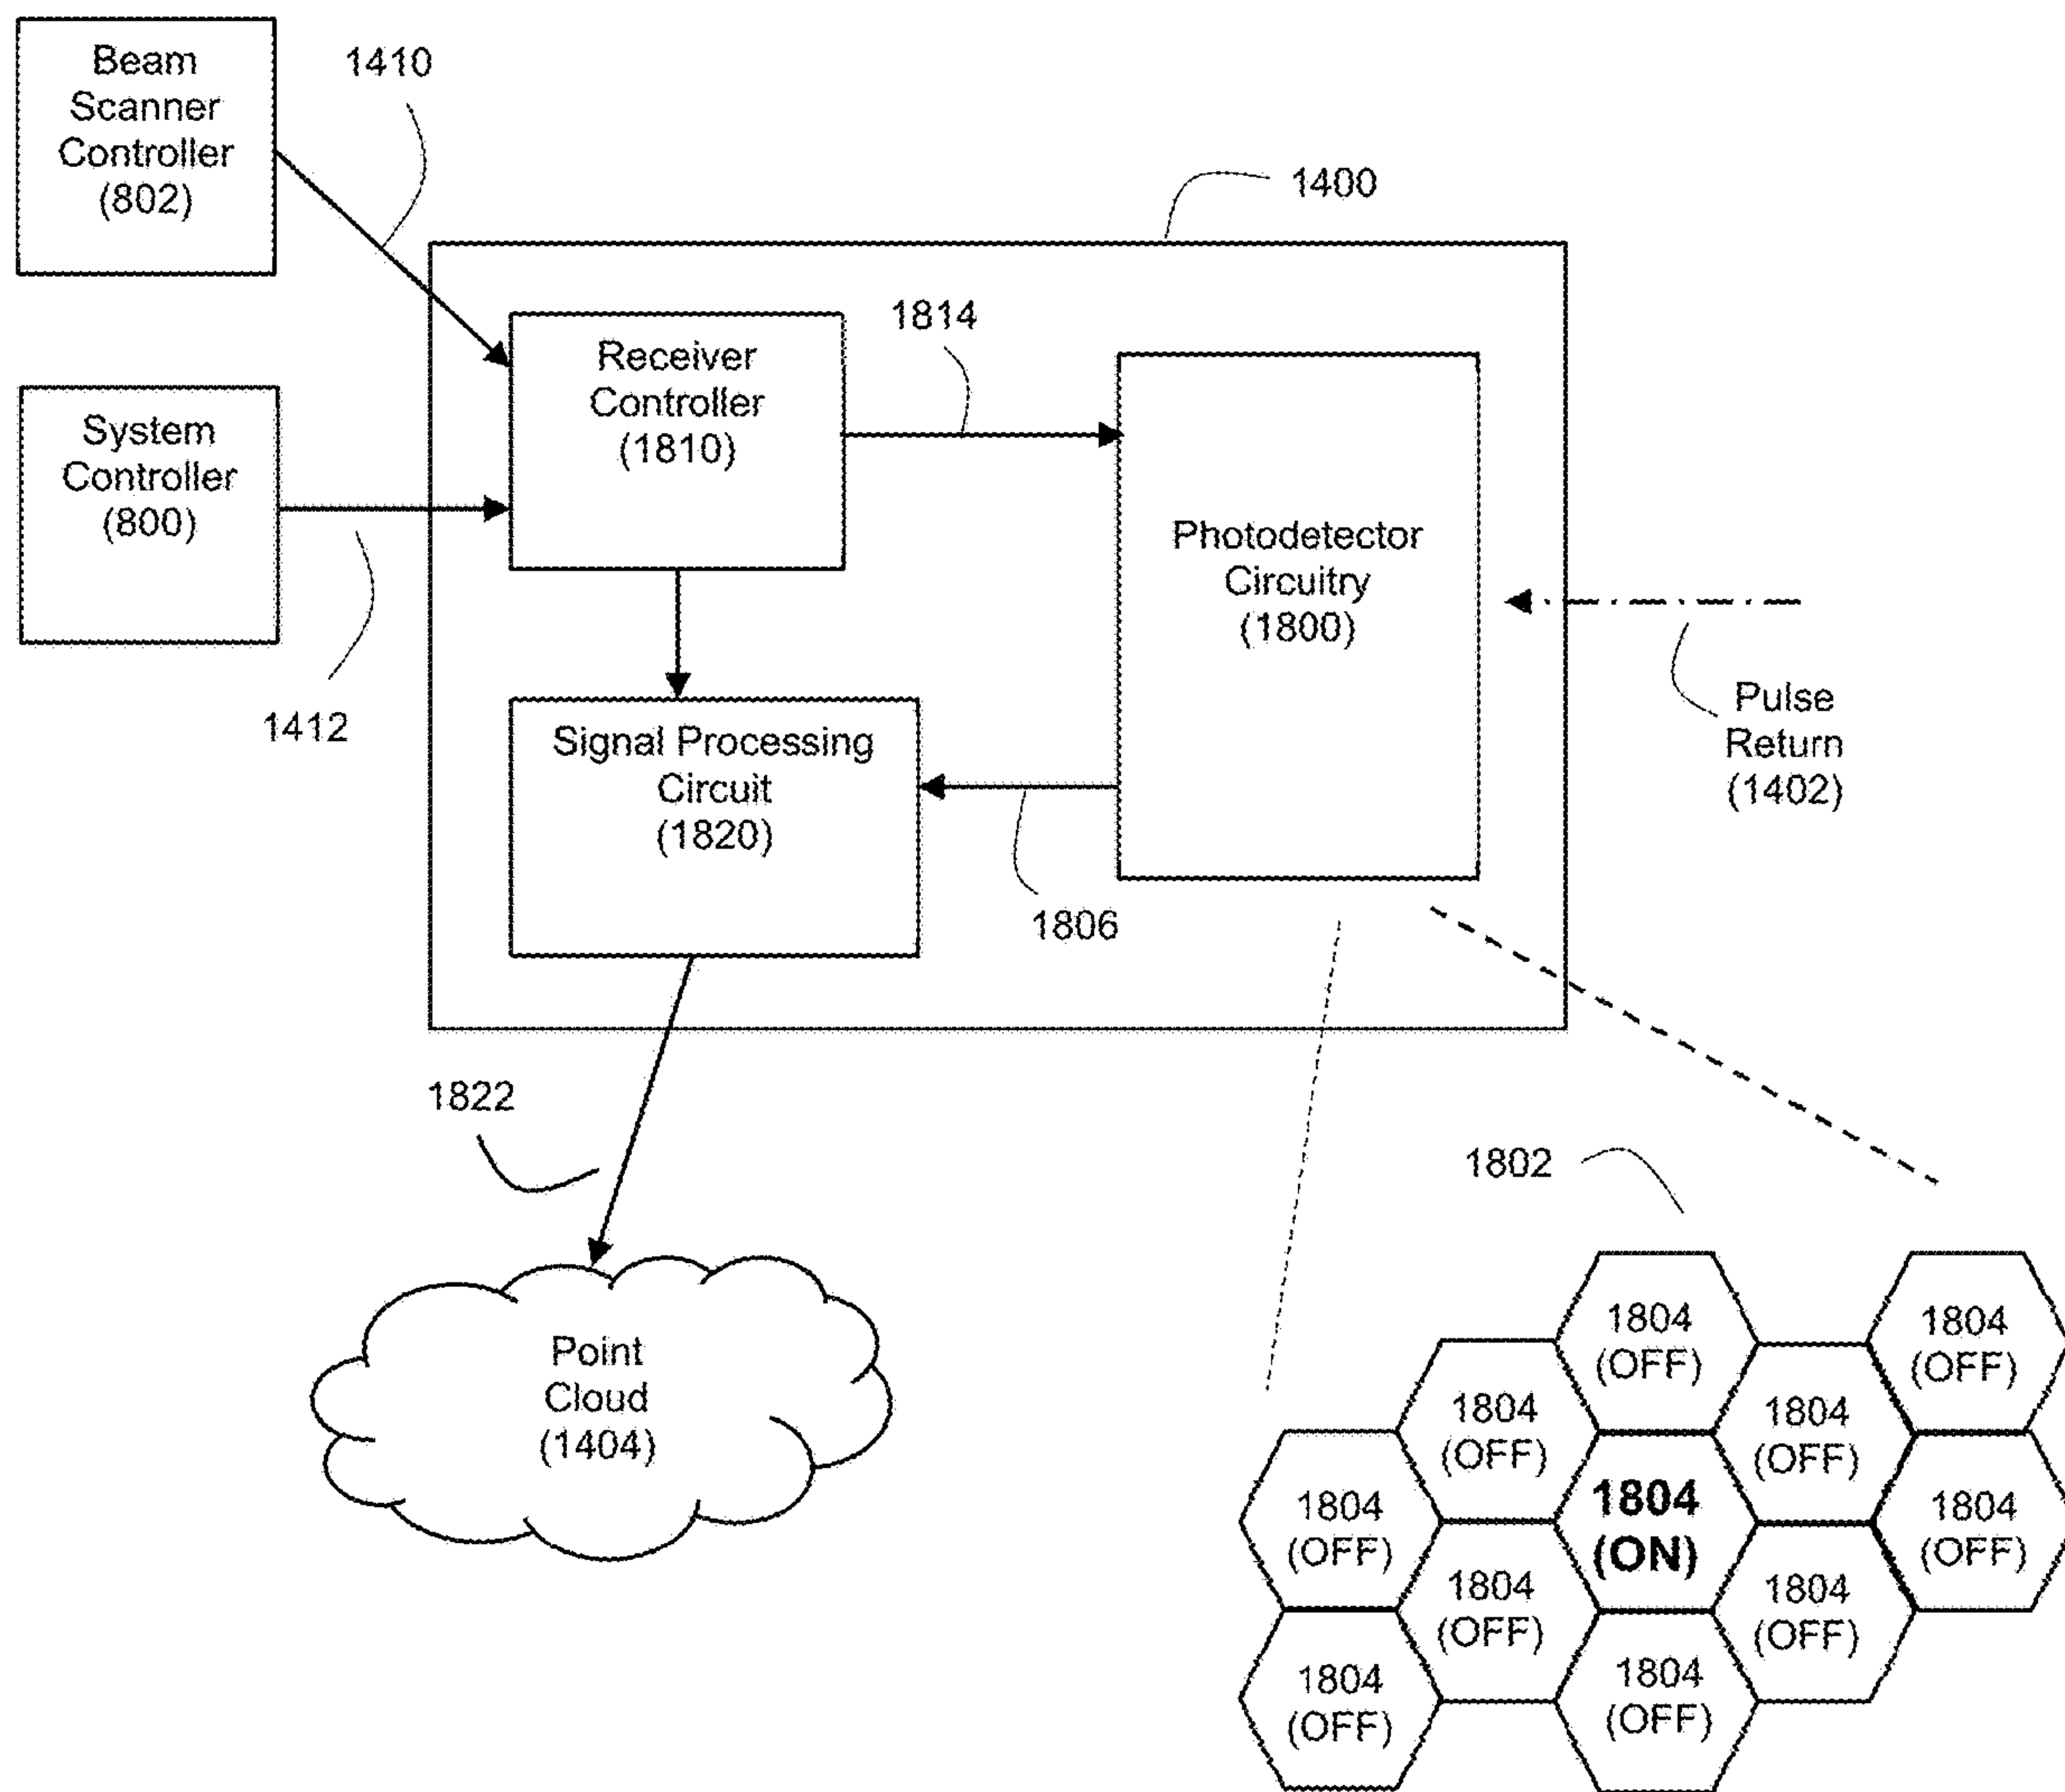 Beam
Scanner
Controller
(802)
1410
1400
System
Controller
(800)
1412
Receiver
Controller
(1810)
1814
Photodetector
Circuitry
(1800)
Pulse
Return
(1402)
Signal Processing
Circuit
(1820)
1806
1822
Point
Cloud
(1404)
1802
1804
(OFF)
1804
(OFF)
1804
(OFF)
1804
(OFF)
1804
(OFF)
1804
(ON)
1804
(OFF)
1804
(OFF)
1804
(OFF)
1804
(OFF)
1804
(OFF)